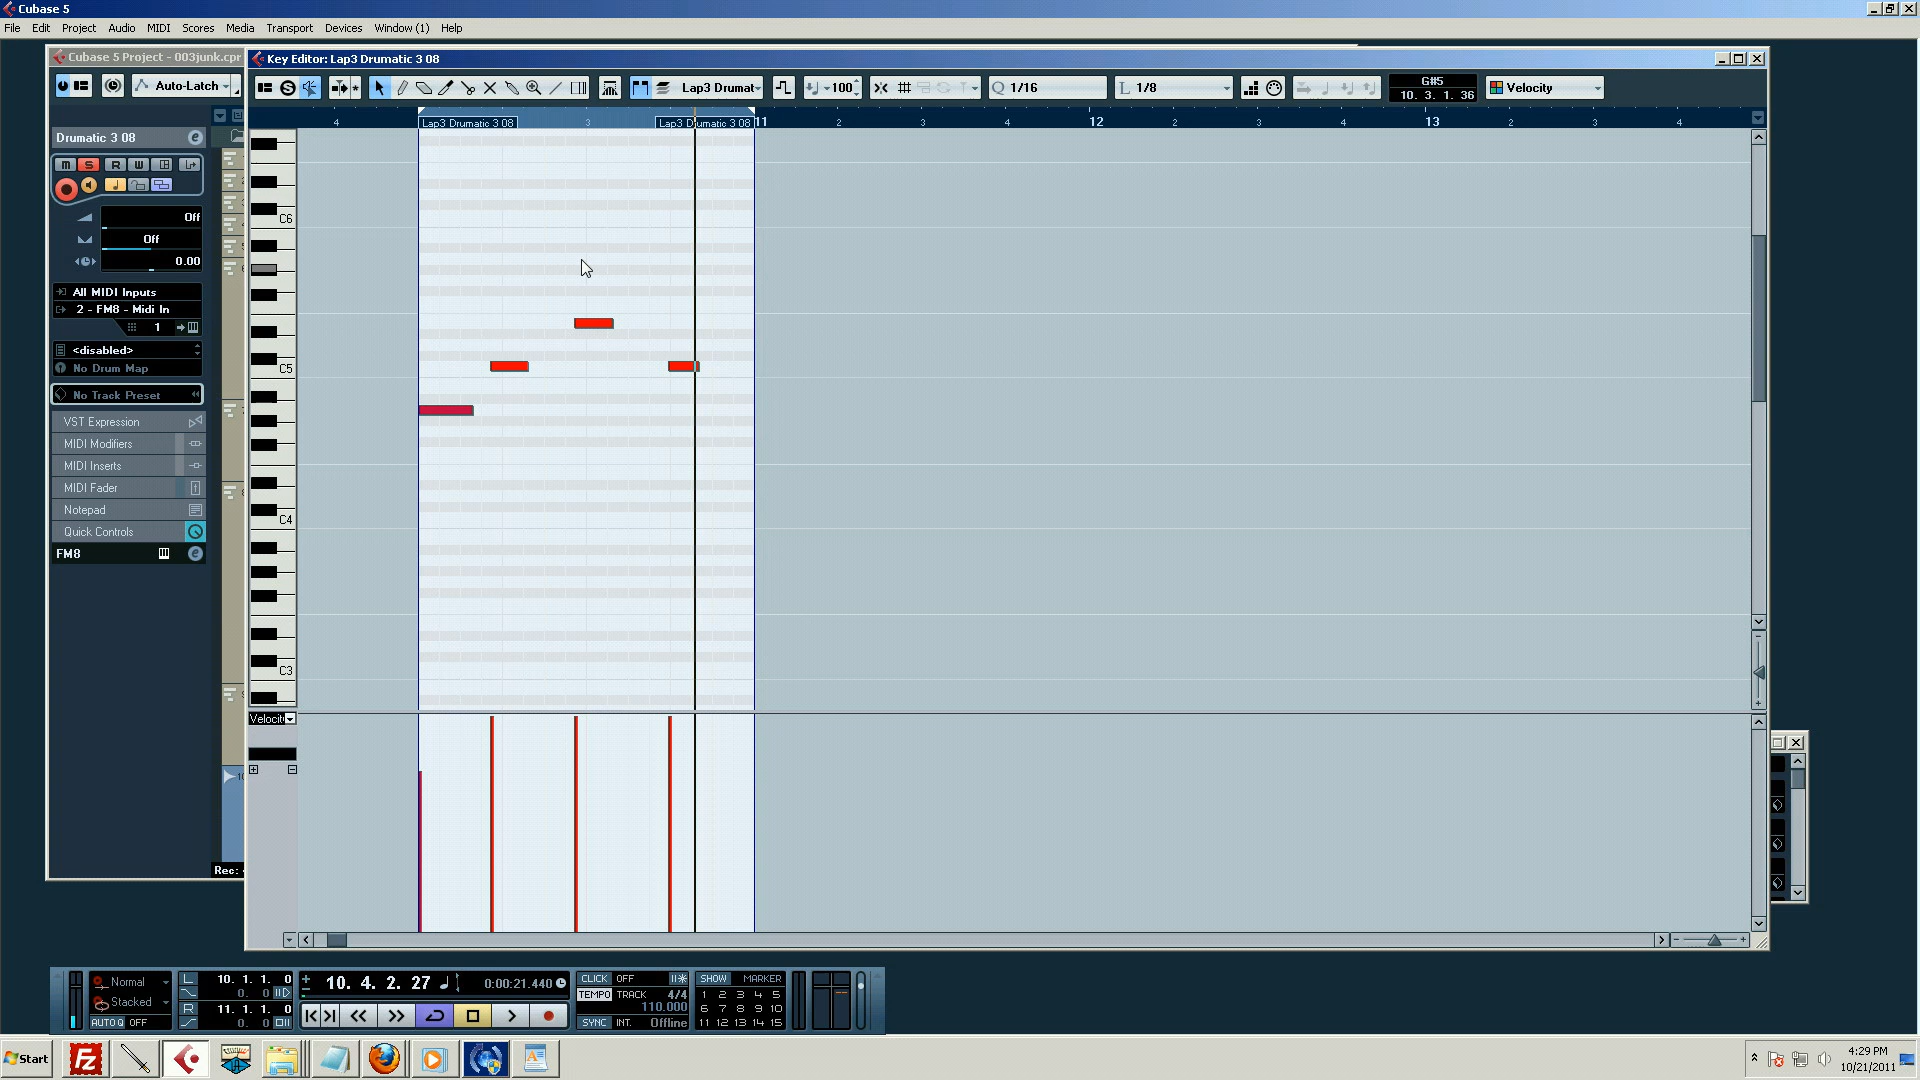 Cubase 5
File Edit Project Audio MIDI Scores Media Transport Devices Window (1) Help
Cubase 5 Project - 003junk.cpr
Key Editor: Lap3 Drumatic 3 08
Auto-Latch
Lap3 Drumat
100
Q 1/16
L 1/8
G#5
10. 3. 1. 36
Velocity
4
Lap3 Drumatic 3 08
3
Lap3 Drumatic 3 08
11 2 3 4 12 2 3 4 13 2 3 4
Drumatic 3 08
e
M S R W
Off
Off
0.00
All MIDI Inputs
2 - FM8 - Midi In
1
<disabled>
No Drum Map
No Track Preset
VST Expression
MIDI Modifiers
MIDI Inserts
MIDI Fader
Notepad
Quick Controls
FM8
e
C6
C5
C4
C3
Velocit
Rec:
Normal
Stacked
AUTO Q OFF
L 10. 1. 1. 0
0. 0
R 11. 1. 1. 0
0. 0
10. 4. 2. 27
0:00:21.440
CLICK OFF
TEMPO TRACK 4/4
110.000
SYNC INT. Offline
SHOW MARKER
1 2 3 4 5
6 7 8 9 10
11 12 13 14 15
Start
Fz
4:29 PM
10/21/2011